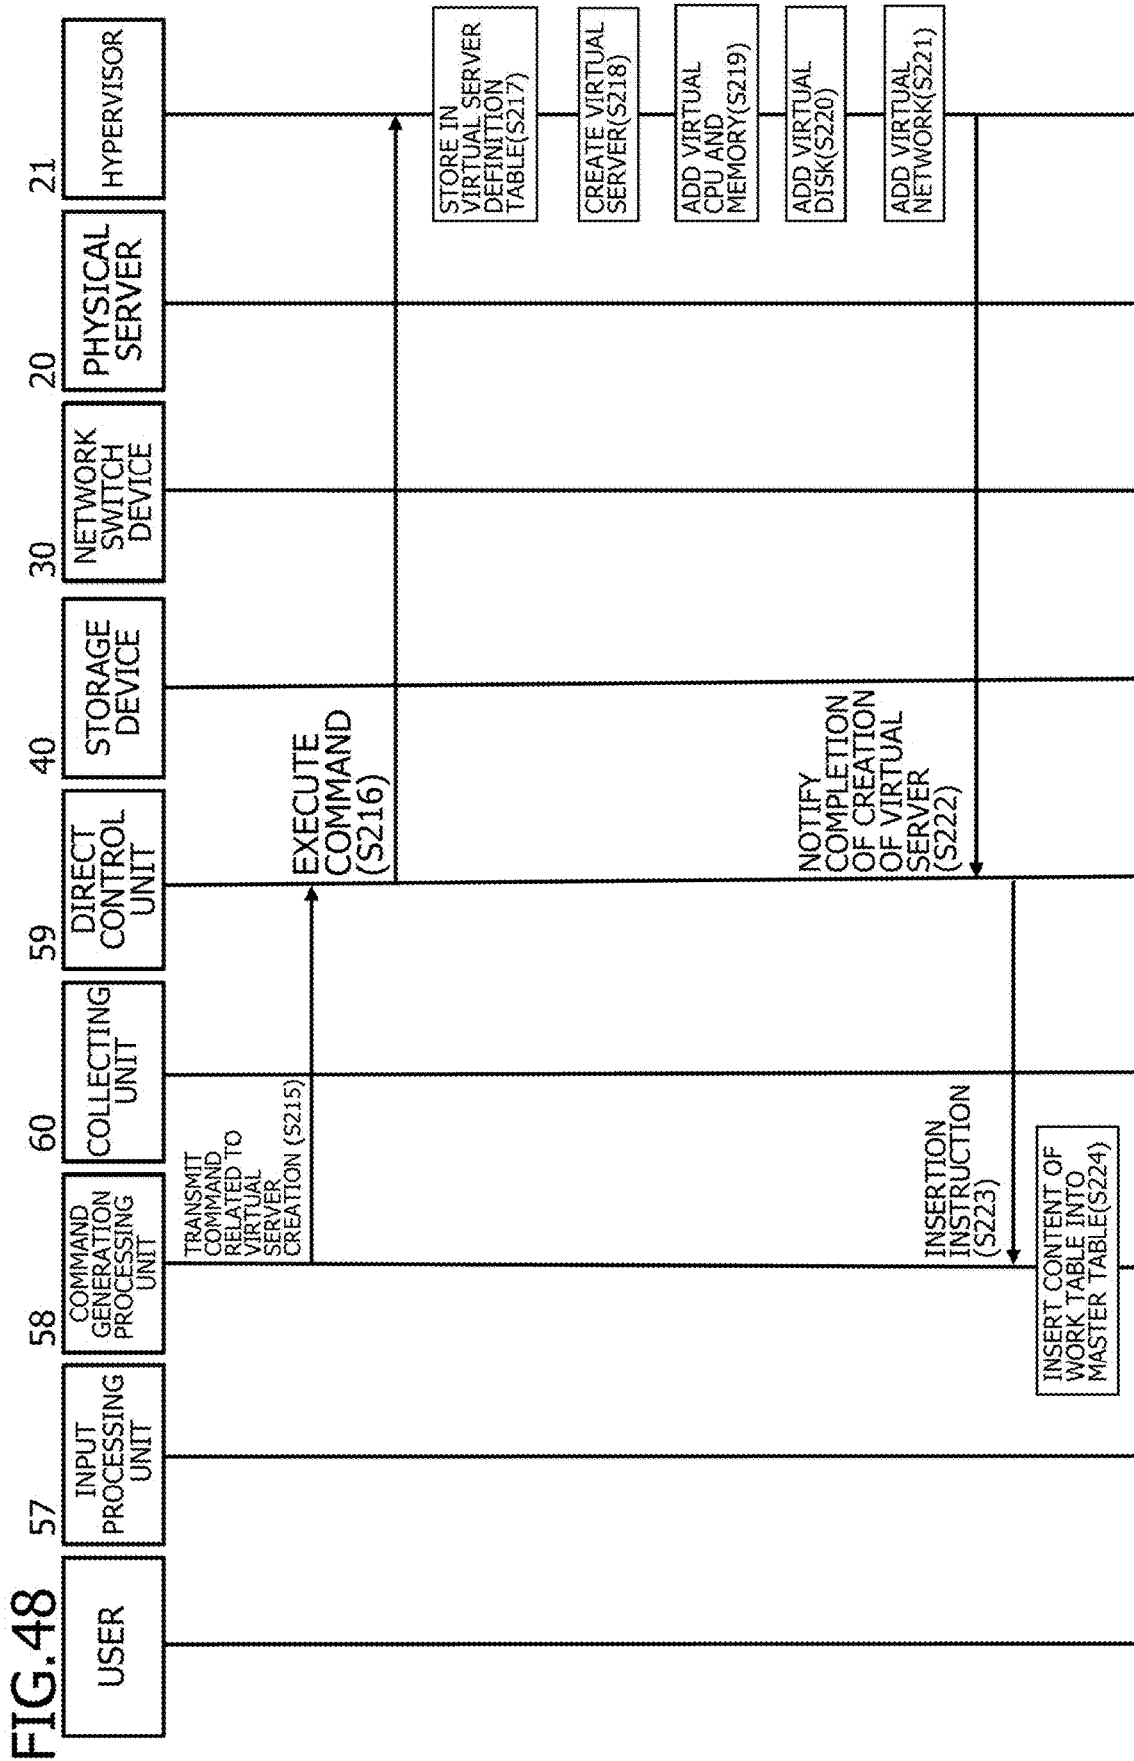 FIG.48
USER
57
INPUT
PROCESSING
UNIT
58
COMMAND
GENERATION
PROCESSING
UNIT
60
COLLECTING
UNIT
59
DIRECT
CONTROL
UNIT
40
STORAGE
DEVICE
30
NETWORK
SWITCH
DEVICE
20
PHYSICAL
SERVER
21
HYPERVISOR
TRANSMIT
COMMAND
RELATED TO
VIRTUAL
SERVER
CREATION (S215)
EXECUTE
COMMAND
(S216)
STORE IN
VIRTUAL SERVER
DEFINITION
TABLE(S217)
CREATE VIRTUAL
SERVER(S218)
ADD VIRTUAL
CPU AND
MEMORY(S219)
ADD VIRTUAL
DISK(S220)
ADD VIRTUAL
NETWORK(S221)
NOTIFY
COMPLETION
OF CREATION
OF VIRTUAL
SERVER
(S222)
INSERTION
INSTRUCTION
(S223)
INSERT CONTENT OF
WORK TABLE INTO
MASTER TABLE(S224)